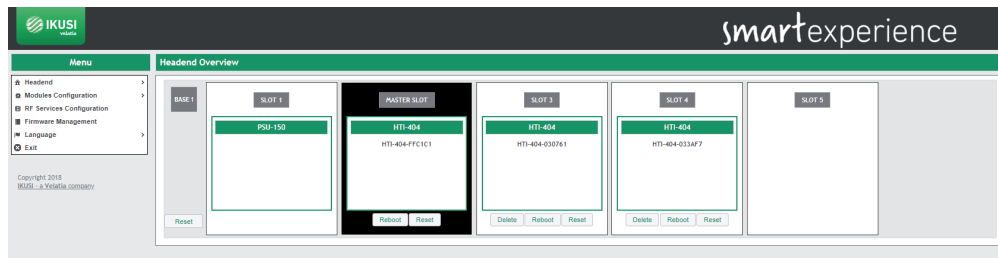 IKUSI
velatia
smartexperience
Menu
Headend
Modules Configuration
RF Services Configuration
Firmware Management
Language
Exit
Copyright 2018
IKUSI - a Velatia company
Headend Overview
BASE 1
Reset
SLOT 1
PSU-150
MASTER SLOT
HTI-404
HTI-404-FFC1C1
Reboot Reset
SLOT 3
HTI-404
HTI-404-030761
Delete Reboot Reset
SLOT 4
HTI-404
HTI-404-033AF7
Delete Reboot Reset
SLOT 5